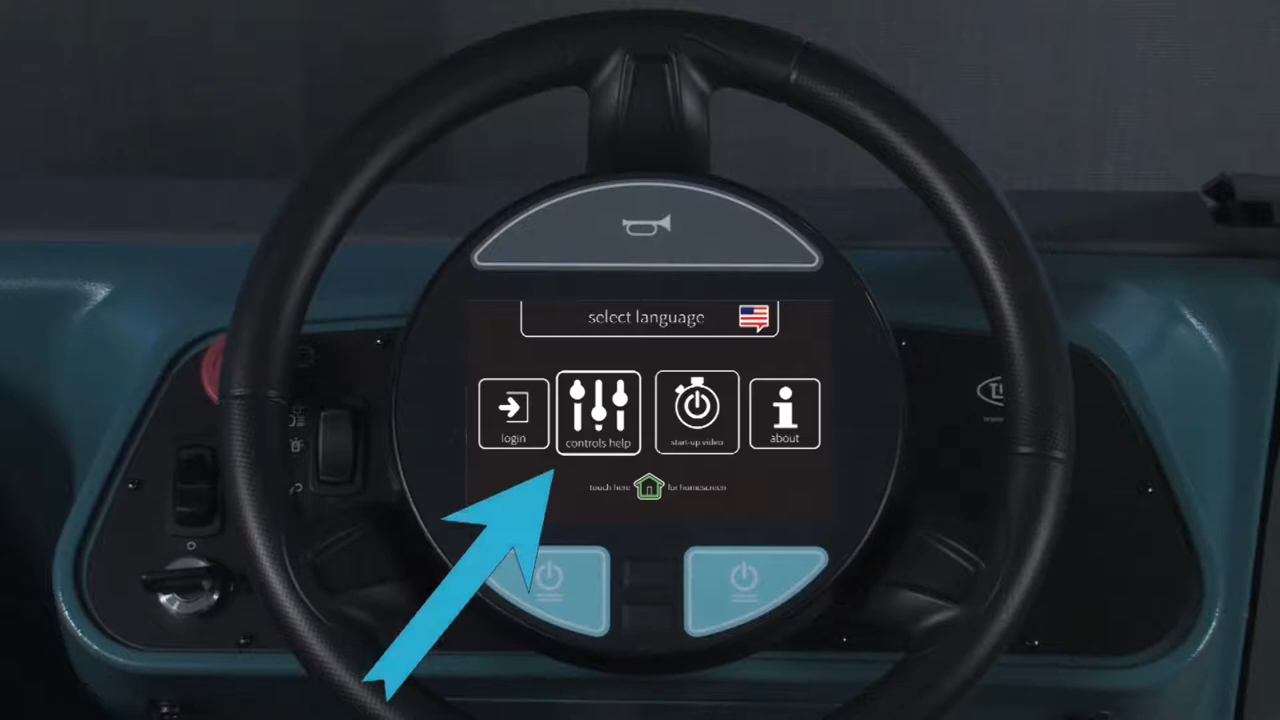 select language
login
controls help
start-up video
about
touch here for homescreen